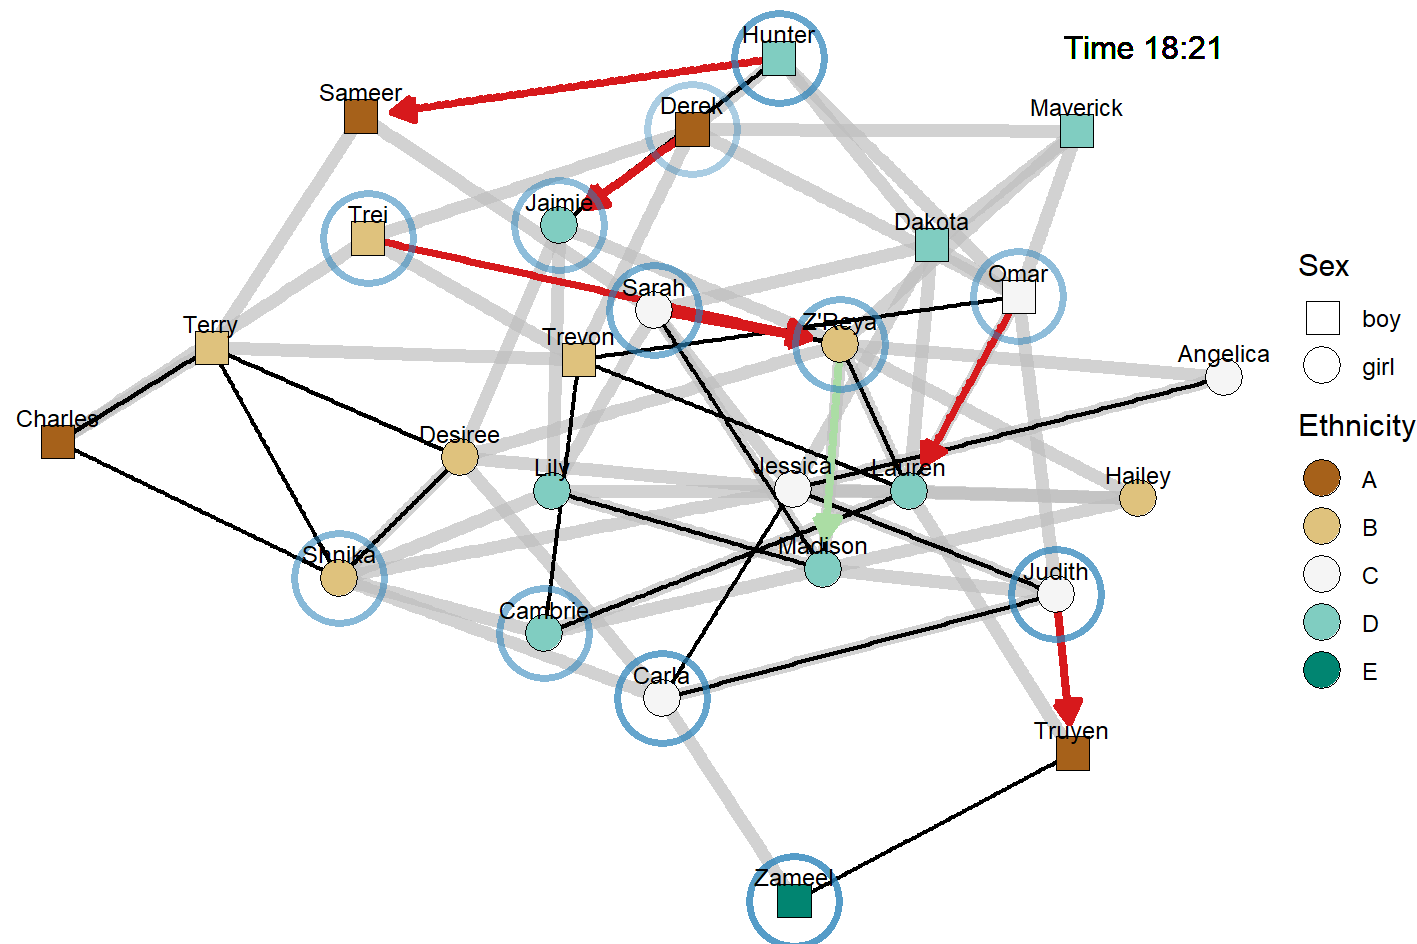 Hunter
Time 18:21
Sameer
Derek
Maverick
Trei
Jaimie
Dakota
Sarah
Omar
Sex
boy
girl
Terry
Trevon
Z'Reya
Angelica
Charles
Desiree
Lily
Jessica
Lauren
Hailey
Ethnicity
A
B
C
D
E
Shnika
Madison
Judith
Cambrie
Carla
Truyen
Zameel